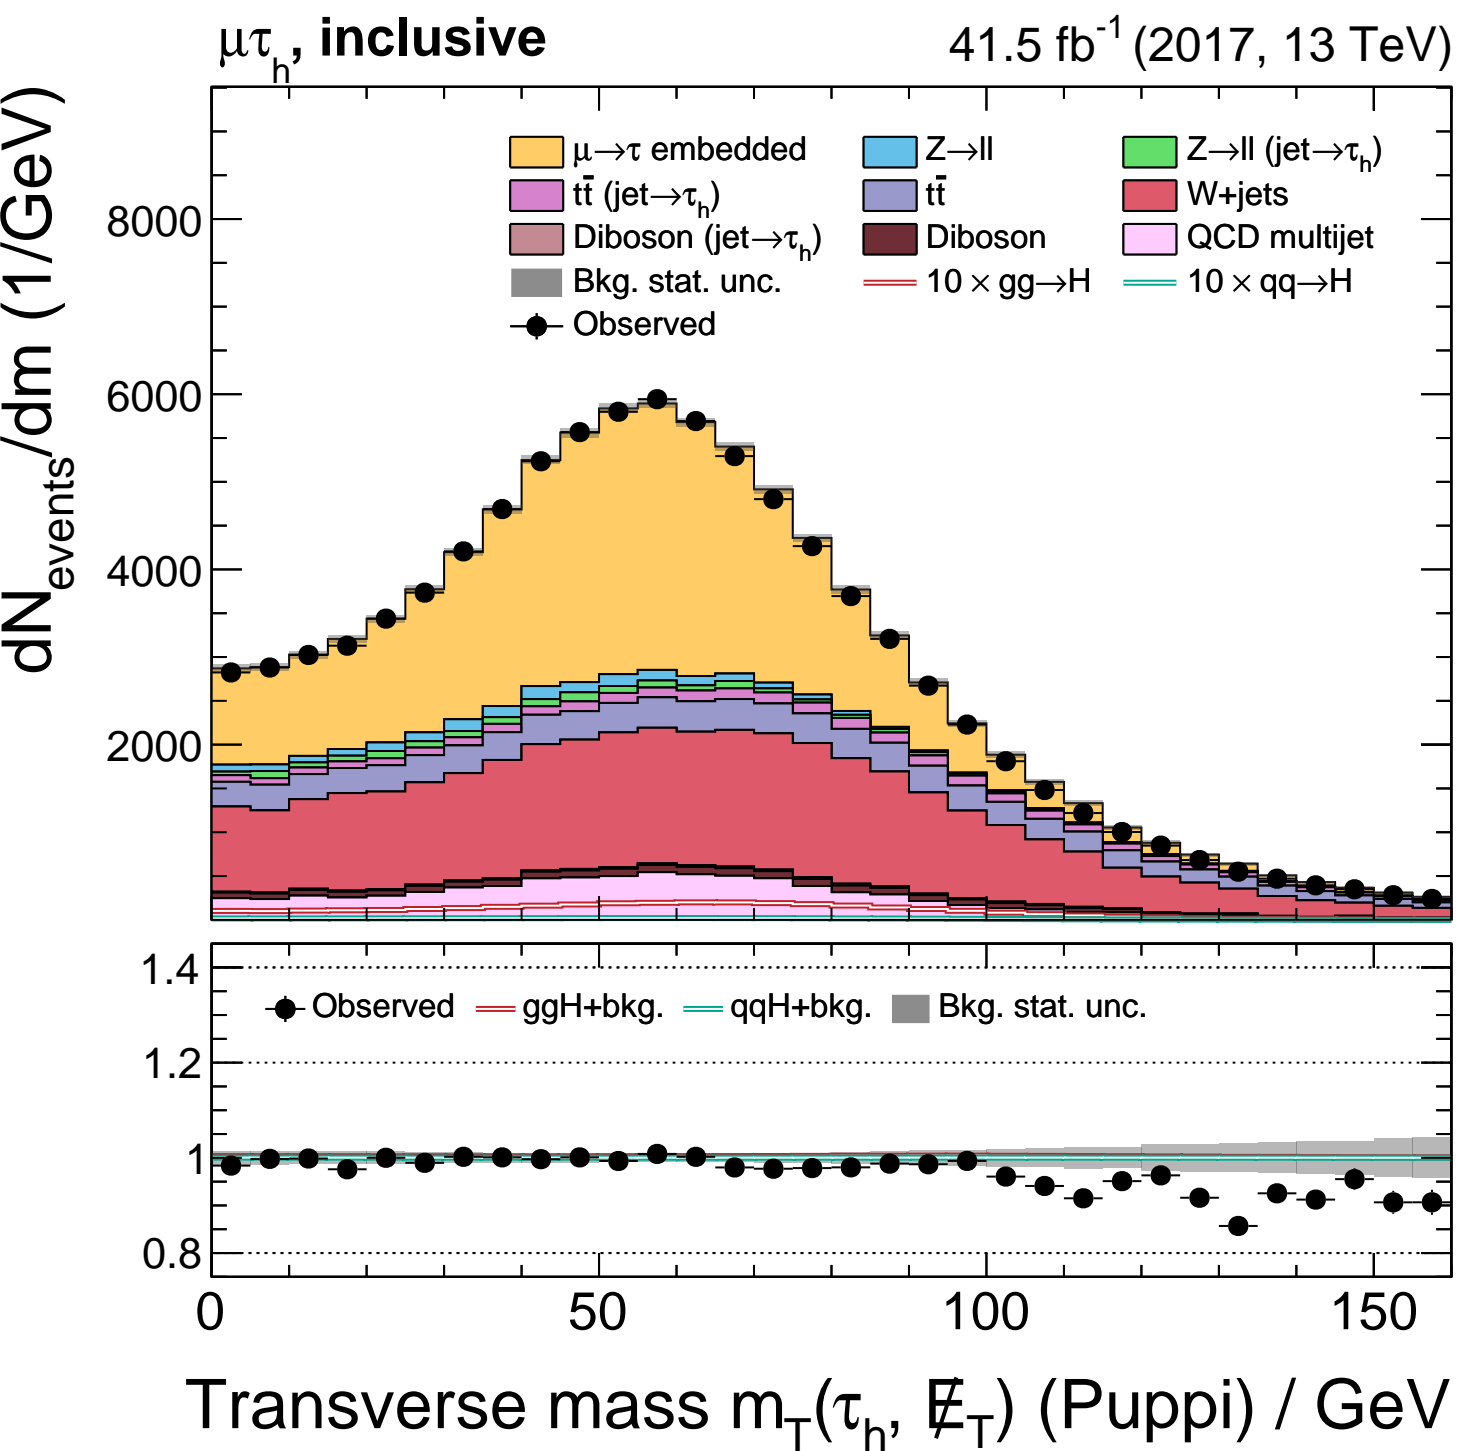 μτh, inclusive 41.5 fb-1 (2017, 13 TeV)
dNevents/dm (1/GeV)
μ→τ embedded Z→ll Z→ll (jet→τh)
tt̄ (jet→τh) tt̄ W+jets
Diboson (jet→τh) Diboson QCD multijet
Bkg. stat. unc. 10 × gg→H 10 × qq→H
Observed
8000
6000
4000
2000
1.4
Observed ggH+bkg. qqH+bkg. Bkg. stat. unc.
1.2
1
0.8
0 50 100 150
Transverse mass mT(τh, E̸T) (Puppi) / GeV